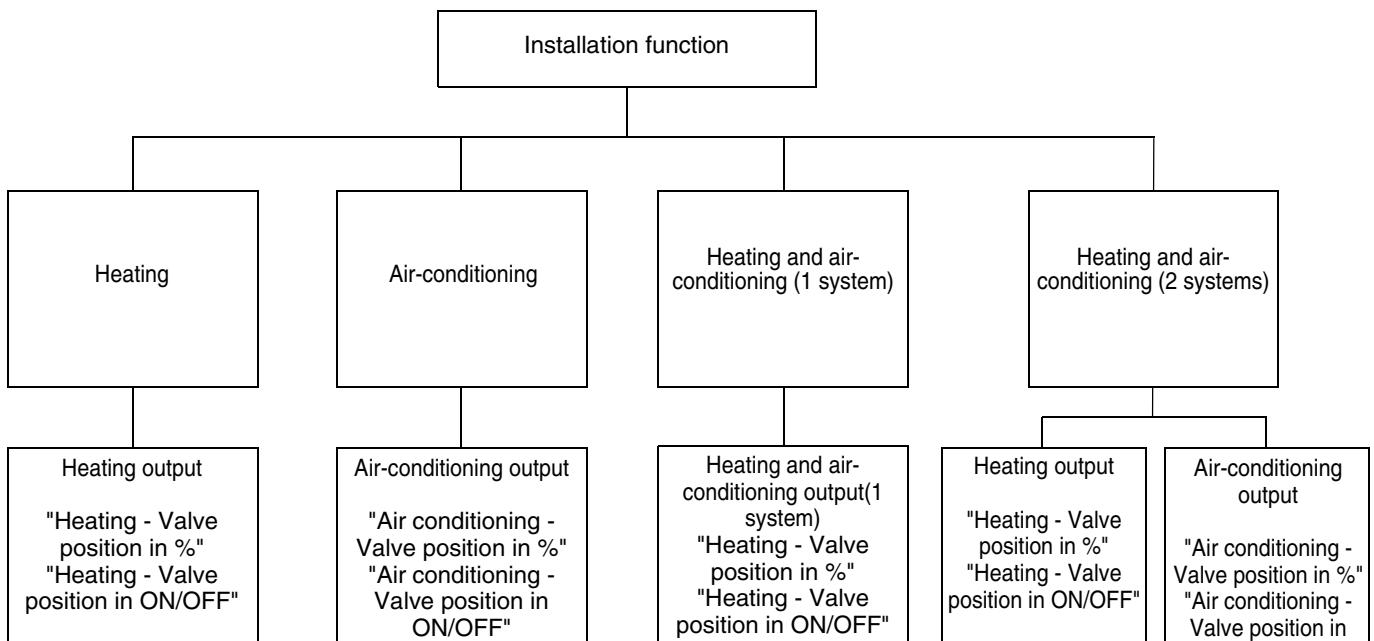 Installation function
Heating
Air-conditioning
Heating and air-
conditioning (1 system)
Heating and air-
conditioning (2 systems)
Heating output
"Heating - Valve
position in %"
"Heating - Valve
position in ON/OFF"
Air-conditioning output
"Air conditioning -
Valve position in %"
"Air conditioning -
Valve position in
ON/OFF"
Heating and air-
conditioning output(1
system)
"Heating - Valve
position in %"
"Heating - Valve
position in ON/OFF"
Heating output
"Heating - Valve
position in %"
"Heating - Valve
position in ON/OFF"
Air-conditioning
output
"Air conditioning -
Valve position in %"
"Air conditioning -
Valve position in